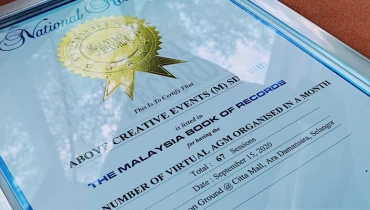 National Re
This Is To Certify That
ABOVE CREATIVE EVENTS (M) SD
is listed in
THE MALAYSIA BOOK OF RECORDS
for having the
NUMBER OF VIRTUAL AGM ORGANISED IN A MONTH
Total : 67 Sessions
Date : September 15, 2020
on Ground @ Citta Mall, Ara Damansara, Selangor